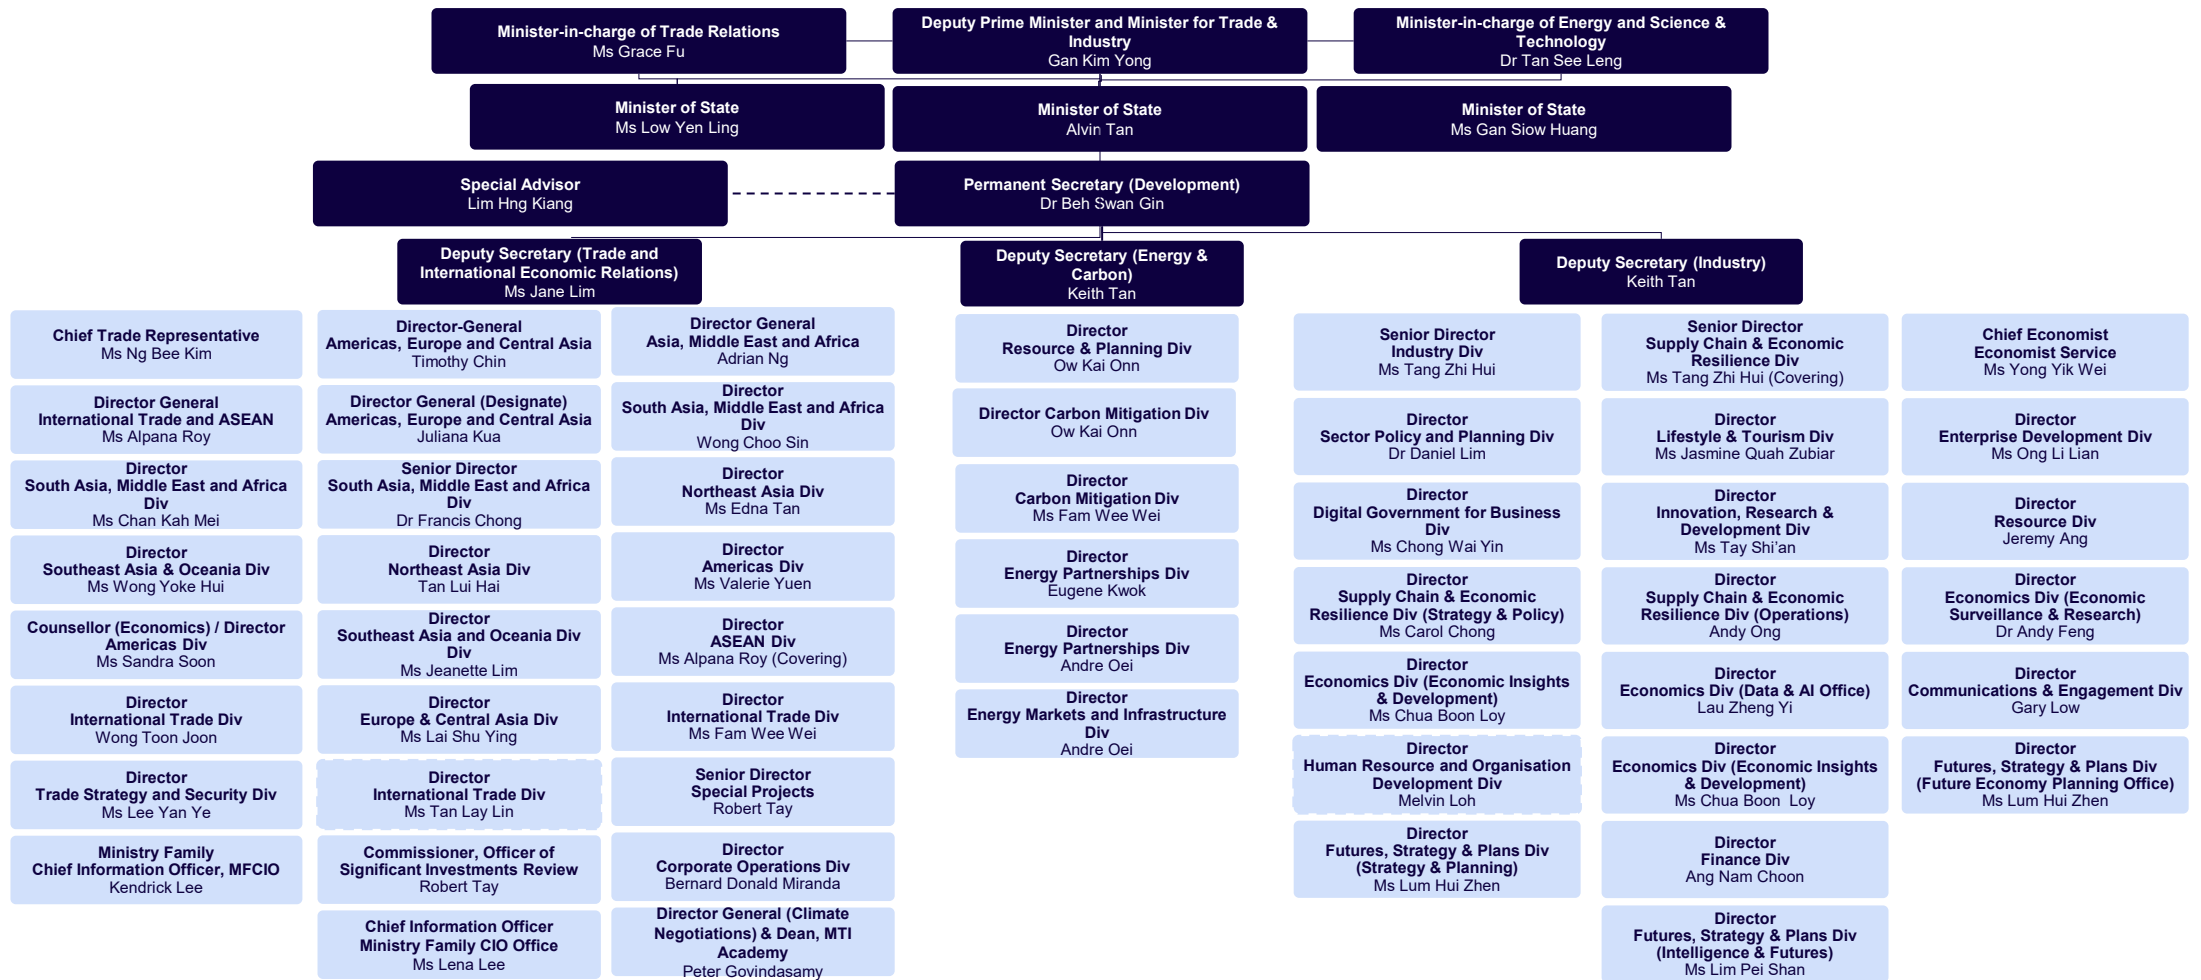 Minister-in-charge of Trade Relations
Ms Grace Fu
Deputy Prime Minister and Minister for Trade &
Industry
Gan Kim Yong
Minister-in-charge of Energy and Science &
Technology
Dr Tan See Leng
Minister of State
Ms Low Yen Ling
Minister of State
Alvin Tan
Minister of State
Ms Gan Siow Huang
Special Advisor
Lim Hng Kiang
Permanent Secretary (Development)
Dr Beh Swan Gin
Deputy Secretary (Trade and
International Economic Relations)
Ms Jane Lim
Deputy Secretary (Energy &
Carbon)
Keith Tan
Deputy Secretary (Industry)
Keith Tan
Chief Trade Representative
Ms Ng Bee Kim
Director General
International Trade and ASEAN
Ms Alpana Roy
Director
South Asia, Middle East and Africa
Div
Ms Chan Kah Mei
Director
Southeast Asia & Oceania Div
Ms Wong Yoke Hui
Counsellor (Economics) / Director
Americas Div
Ms Sandra Soon
Director
International Trade Div
Wong Toon Joon
Director
Trade Strategy and Security Div
Ms Lee Yan Ye
Ministry Family
Chief Information Officer, MFCIO
Kendrick Lee
Director-General
Americas, Europe and Central Asia
Timothy Chin
Director General (Designate)
Americas, Europe and Central Asia
Juliana Kua
Senior Director
South Asia, Middle East and Africa
Div
Dr Francis Chong
Director
Northeast Asia Div
Tan Lui Hai
Director
Southeast Asia and Oceania Div
Div
Ms Jeanette Lim
Director
Europe & Central Asia Div
Ms Lai Shu Ying
Director
International Trade Div
Ms Tan Lay Lin
Commissioner, Officer of
Significant Investments Review
Robert Tay
Chief Information Officer
Ministry Family CIO Office
Ms Lena Lee
Director General
Asia, Middle East and Africa
Adrian Ng
Director
South Asia, Middle East and Africa
Div
Wong Choo Sin
Director
Northeast Asia Div
Ms Edna Tan
Director
Americas Div
Ms Valerie Yuen
Director
ASEAN Div
Ms Alpana Roy (Covering)
Director
International Trade Div
Ms Fam Wee Wei
Senior Director
Special Projects
Robert Tay
Director
Corporate Operations Div
Bernard Donald Miranda
Director General (Climate
Negotiations) & Dean, MTI
Academy
Peter Govindasamy
Director
Resource & Planning Div
Ow Kai Onn
Director Carbon Mitigation Div
Ow Kai Onn
Director
Carbon Mitigation Div
Ms Fam Wee Wei
Director
Energy Partnerships Div
Eugene Kwok
Director
Energy Partnerships Div
Andre Oei
Director
Energy Markets and Infrastructure
Div
Andre Oei
Senior Director
Industry Div
Ms Tang Zhi Hui
Director
Sector Policy and Planning Div
Dr Daniel Lim
Director
Digital Government for Business
Div
Ms Chong Wai Yin
Director
Supply Chain & Economic
Resilience Div (Strategy & Policy)
Ms Carol Chong
Director
Economics Div (Economic Insights
& Development)
Ms Chua Boon Loy
Director
Human Resource and Organisation
Development Div
Melvin Loh
Director
Futures, Strategy & Plans Div
(Strategy & Planning)
Ms Lum Hui Zhen
Senior Director
Supply Chain & Economic
Resilience Div
Ms Tang Zhi Hui (Covering)
Director
Lifestyle & Tourism Div
Ms Jasmine Quah Zubiar
Director
Innovation, Research &
Development Div
Ms Tay Shi'an
Director
Supply Chain & Economic
Resilience Div (Operations)
Andy Ong
Director
Economics Div (Data & AI Office)
Lau Zheng Yi
Director
Economics Div (Economic Insights
& Development)
Ms Chua Boon Loy
Director
Finance Div
Ang Nam Choon
Director
Futures, Strategy & Plans Div
(Intelligence & Futures)
Ms Lim Pei Shan
Chief Economist
Economist Service
Ms Yong Yik Wei
Director
Enterprise Development Div
Ms Ong Li Lian
Director
Resource Div
Jeremy Ang
Director
Economics Div (Economic
Surveillance & Research)
Dr Andy Feng
Director
Communications & Engagement Div
Gary Low
Director
Futures, Strategy & Plans Div
(Future Economy Planning Office)
Ms Lum Hui Zhen